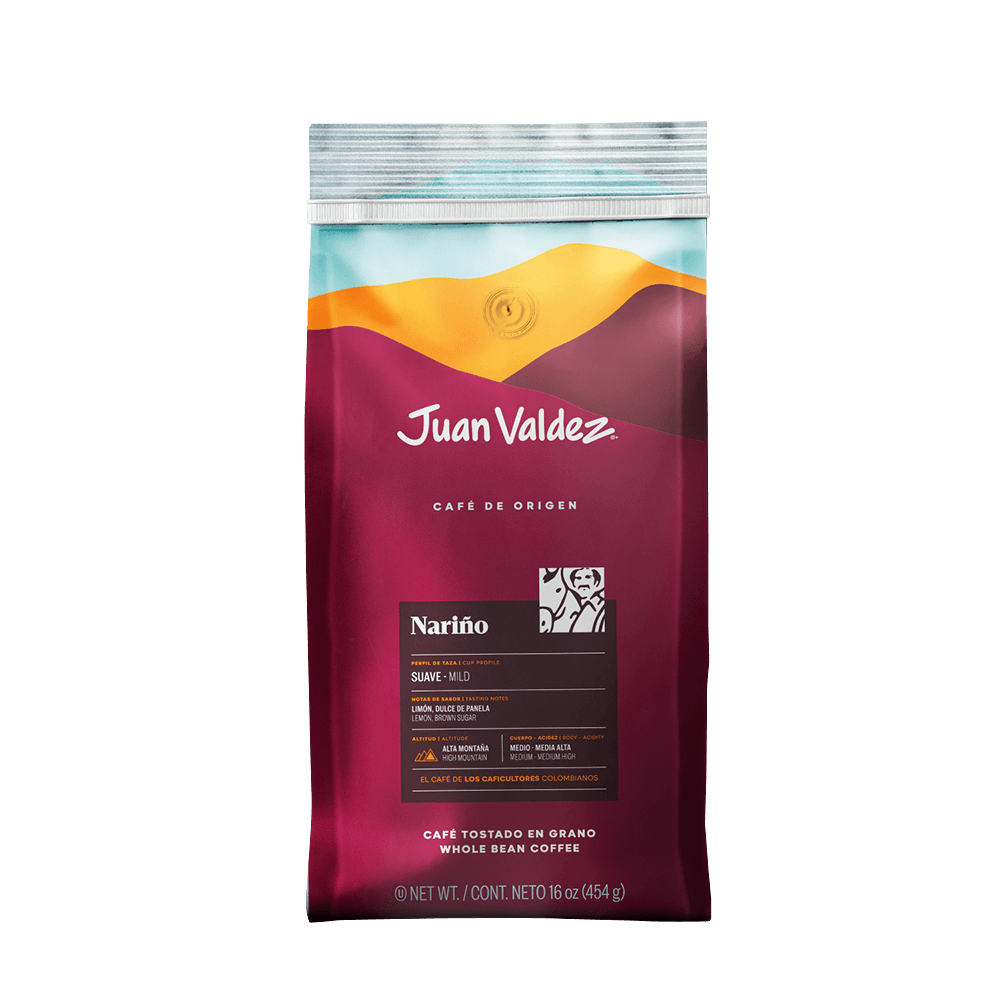 Juan Valdez®
CAFÉ DE ORIGEN
Nariño
PERFIL DE TAZA | CUP PROFILE
SUAVE · MILD
NOTAS DE SABOR | TASTING NOTES
LIMÓN, DULCE DE PANELA
LEMON, BROWN SUGAR
ALTITUD | ALTITUDE
ALTA MONTAÑA
HIGH MOUNTAIN
CUERPO - ACIDEZ | BODY - ACIDITY
MEDIO · MEDIA ALTA
MEDIUM - MEDIUM HIGH
EL CAFÉ DE LOS CAFICULTORES COLOMBIANOS
CAFÉ TOSTADO EN GRANO
WHOLE BEAN COFFEE
Ⓤ NET WT. / CONT. NETO 16 oz (454 g)